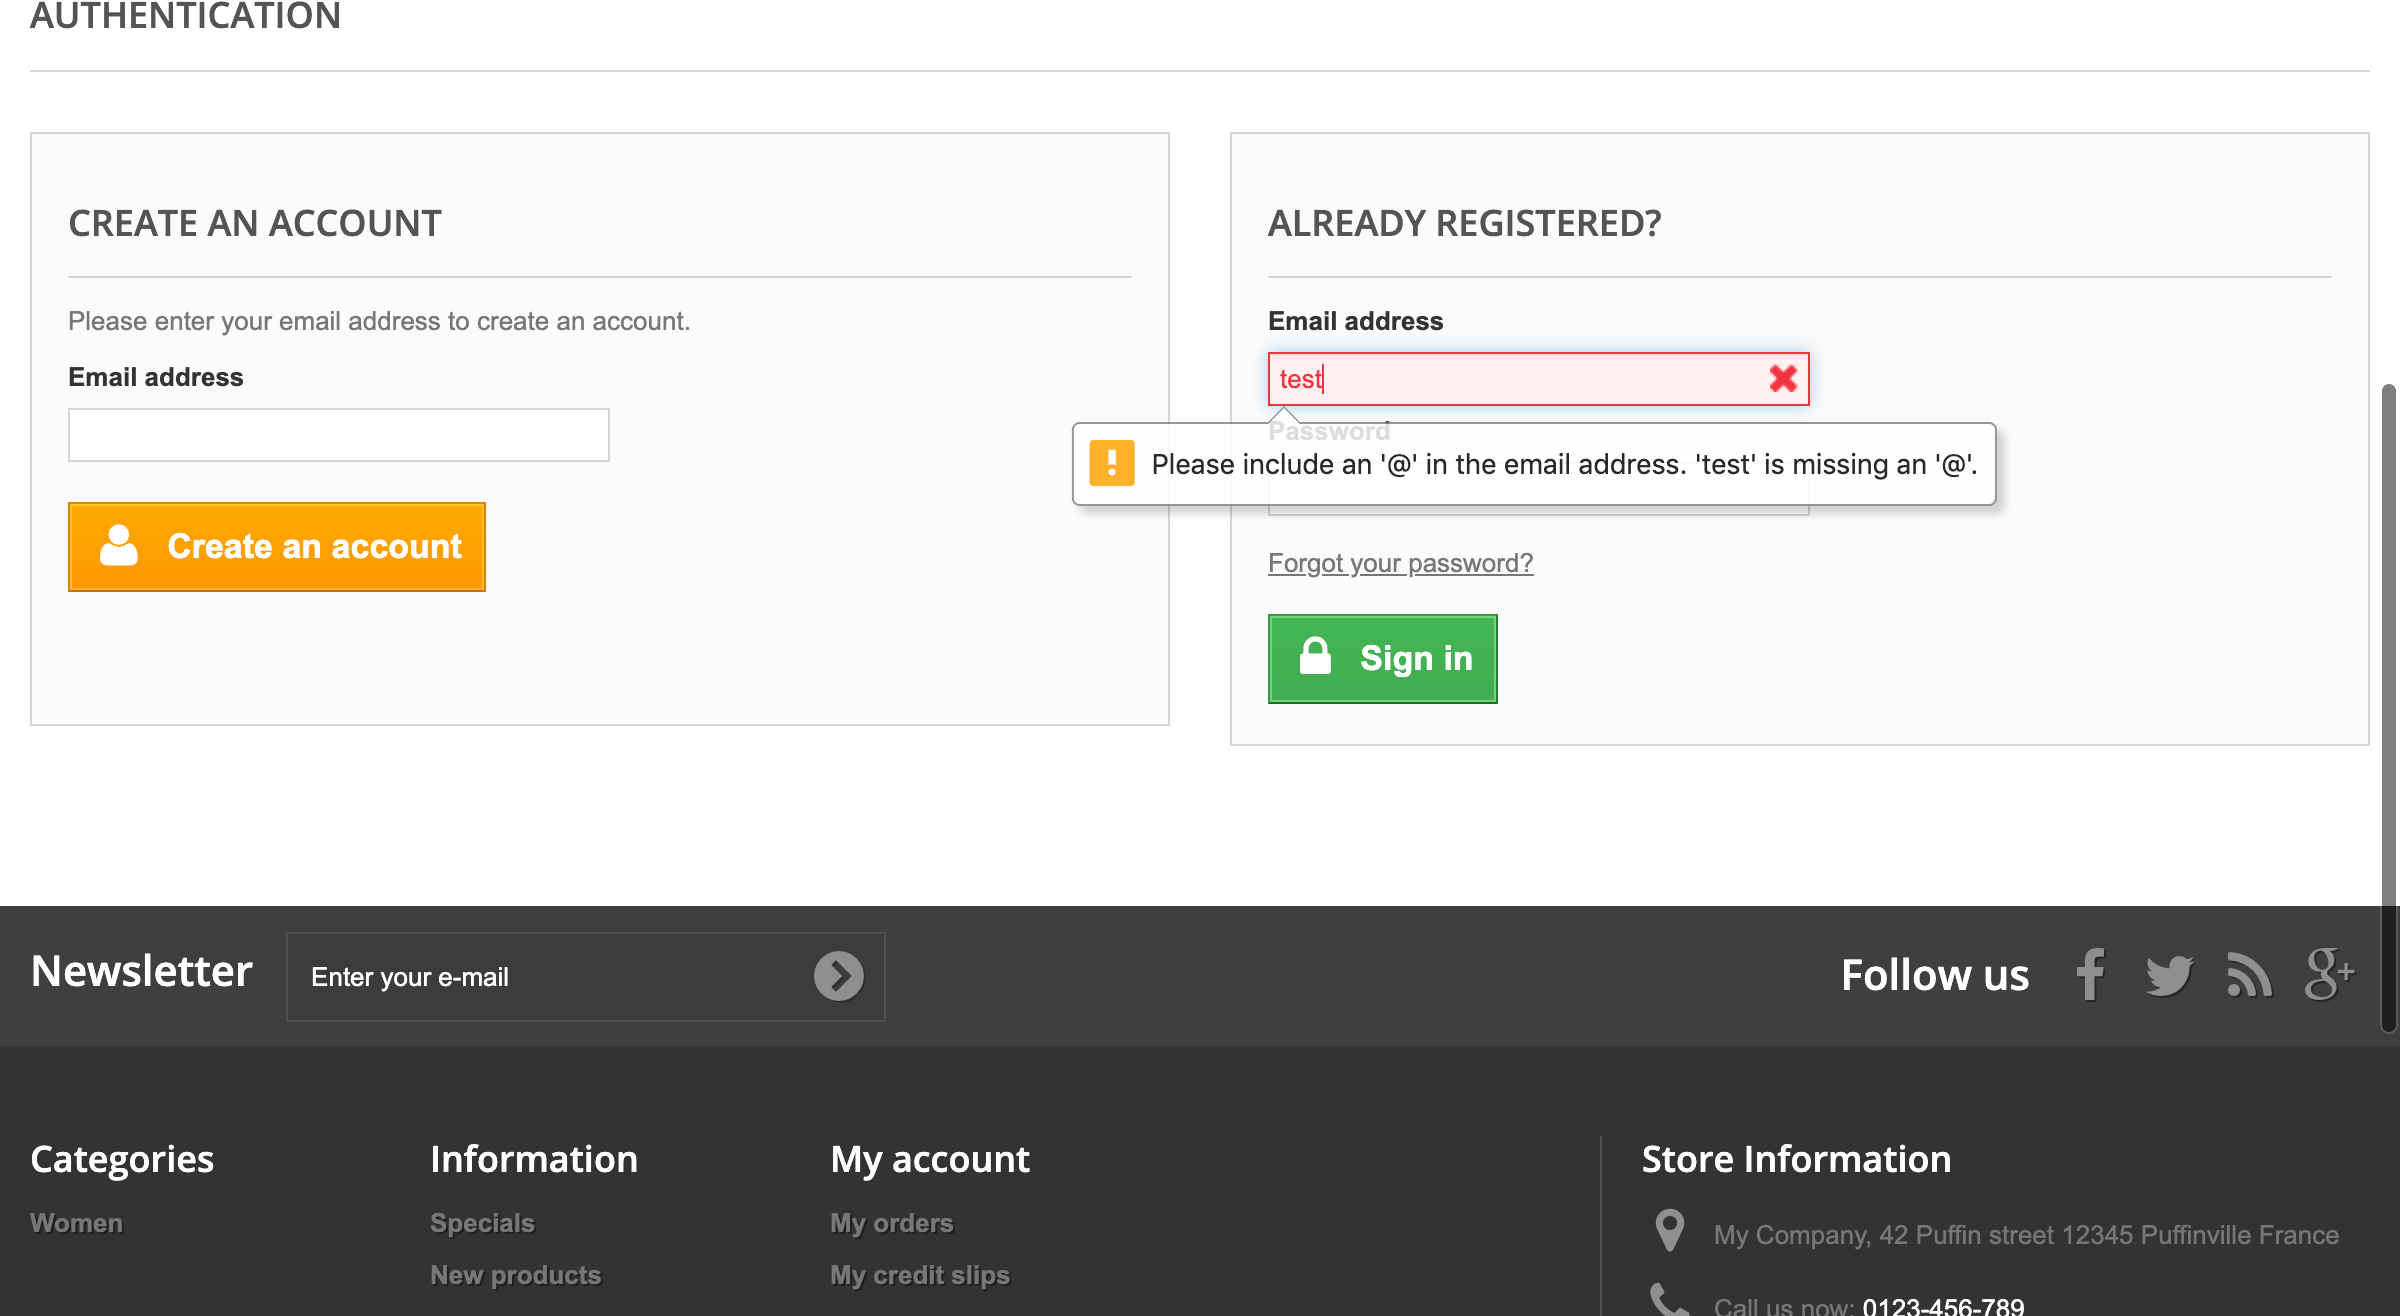 AUTHENTICATION
CREATE AN ACCOUNT
Please enter your email address to create an account.
Email address
Create an account
ALREADY REGISTERED?
Email address
test
Password
Please include an '@' in the email address. 'test' is missing an '@'.
Forgot your password?
Sign in
Newsletter
Enter your e-mail
Follow us
Categories
Women
Information
Specials
New products
My account
My orders
My credit slips
Store Information
My Company, 42 Puffin street 12345 Puffinville France
Call us now: 0123-456-789